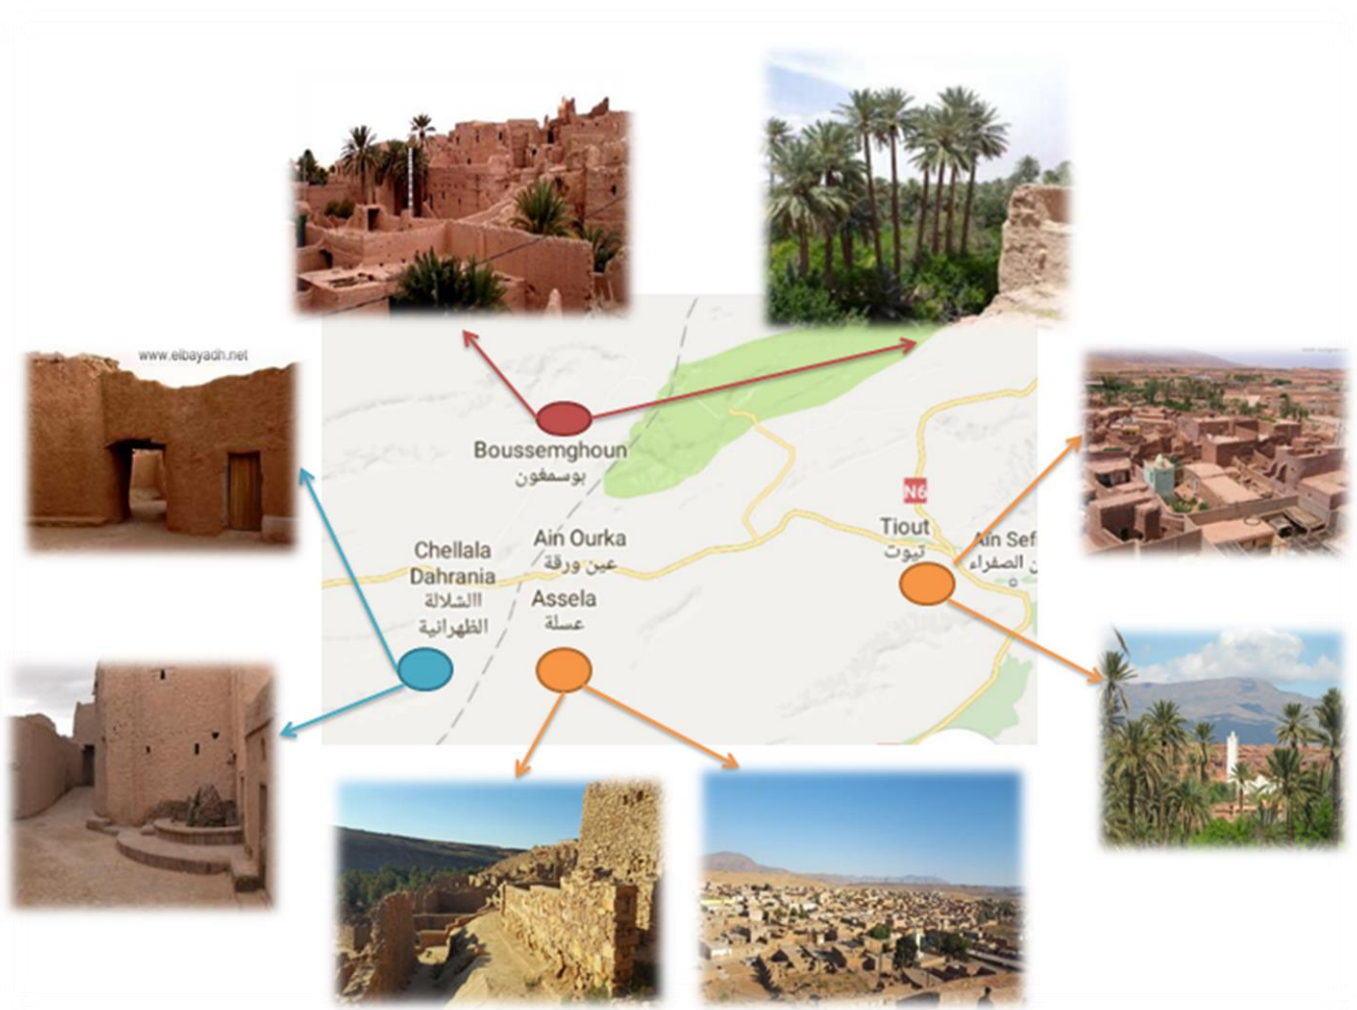 www.elbayadh.net
Boussemghoun
بوسمغون
N6
Tiout
تيوت
Ain Sef
ن الصفراء
Ain Ourka
عين ورقة
Chellala
Dahrania
االشلالة
الظهرانية
Assela
عسلة